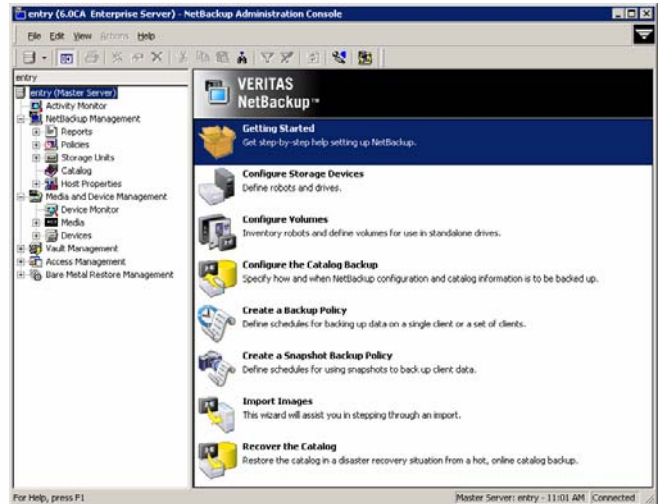 entry (6.0CA Enterprise Server) - NetBackup Administration Console
File Edit View Actions Help
entry
entry (Master Server)
Activity Monitor
NetBackup Management
Reports
Policies
Storage Units
Catalog
Host Properties
Media and Device Management
Device Monitor
Media
Devices
Vault Management
Access Management
Bare Metal Restore Management
VERITAS
NetBackup™
Getting Started
Get step-by-step help setting up NetBackup.
Configure Storage Devices
Define robots and drives.
Configure Volumes
Inventory robots and define volumes for use in standalone drives.
Configure the Catalog Backup
Specify how and when NetBackup configuration and catalog information is to be backed up.
Create a Backup Policy
Define schedules for backing up data on a single client or a set of clients.
Create a Snapshot Backup Policy
Define schedules for using snapshots to back up client data.
Import Images
This wizard will assist you in stepping through an import.
Recover the Catalog
Restore the catalog in a disaster recovery situation from a hot, online catalog backup.
For Help, press F1
Master Server: entry - 11:01 AM Connected